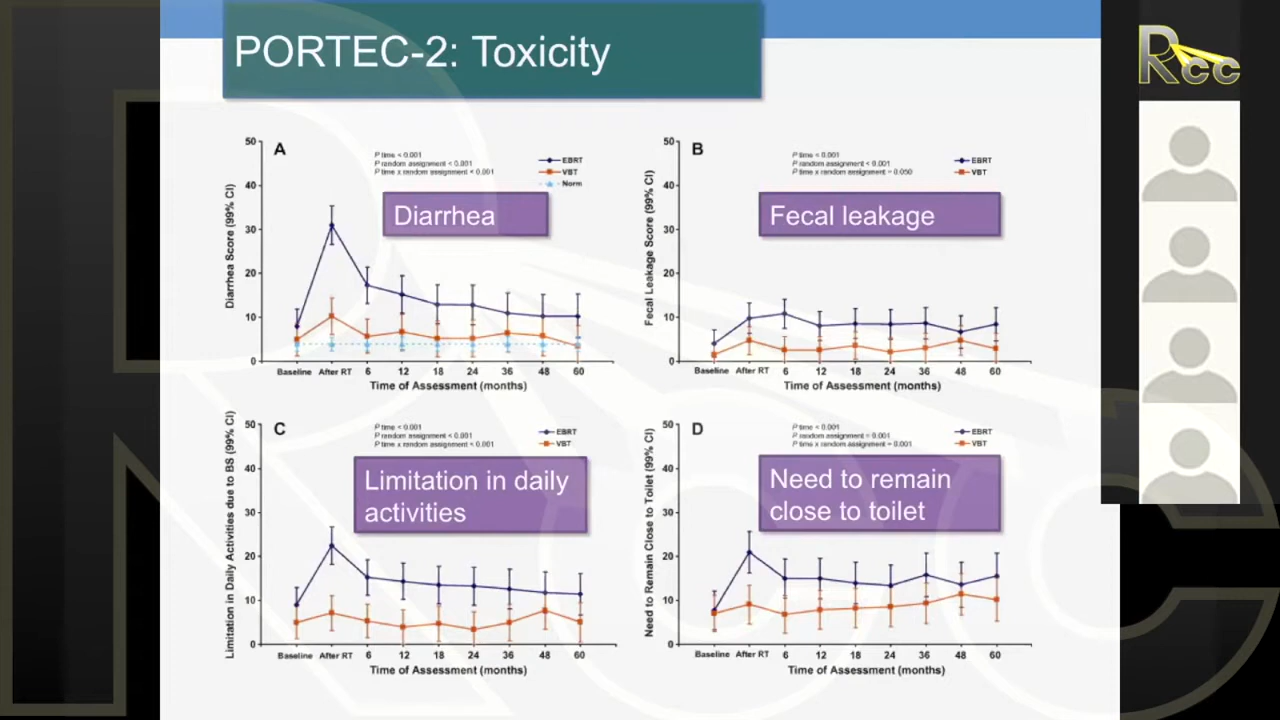 PORTEC-2: Toxicity
Rcc
A
P time < 0.001
P random assignment < 0.001
P time x random assignment < 0.001
EBRT
VBT
Norm
Diarrhea
Diarrhea Score (99% CI)
50
40
30
20
10
0
Baseline After RT 6 12 18 24 36 48 60
Time of Assessment (months)
B
P time < 0.001
P random assignment < 0.001
P time x random assignment = 0.050
EBRT
VBT
Fecal leakage
Fecal Leakage Score (99% CI)
50
40
30
20
10
0
Baseline After RT 6 12 18 24 36 48 60
Time of Assessment (months)
C
P time < 0.001
P random assignment < 0.001
P time x random assignment < 0.001
EBRT
VBT
Limitation in daily
activities
Limitation in Daily Activities due to BS (99% CI)
50
40
30
20
10
0
Baseline After RT 6 12 18 24 36 48 60
Time of Assessment (months)
D
P time < 0.001
P random assignment = 0.001
P time x random assignment = 0.001
EBRT
VBT
Need to remain
close to toilet
Need to Remain Close to Toilet (99% CI)
50
40
30
20
10
0
Baseline After RT 6 12 18 24 36 48 60
Time of Assessment (months)